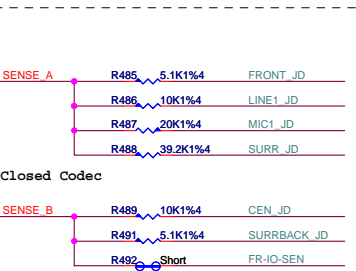 SENSE_A R485 5.1K1%4 FRONT_JD
R486 10K1%4 LINE1_JD
R487 20K1%4 MIC1_JD
R488 39.2K1%4 SURR_JD
Closed Codec
SENSE_B R489 10K1%4 CEN_JD
R491 5.1K1%4 SURRBACK_JD
R492 Short FR-IO-SEN